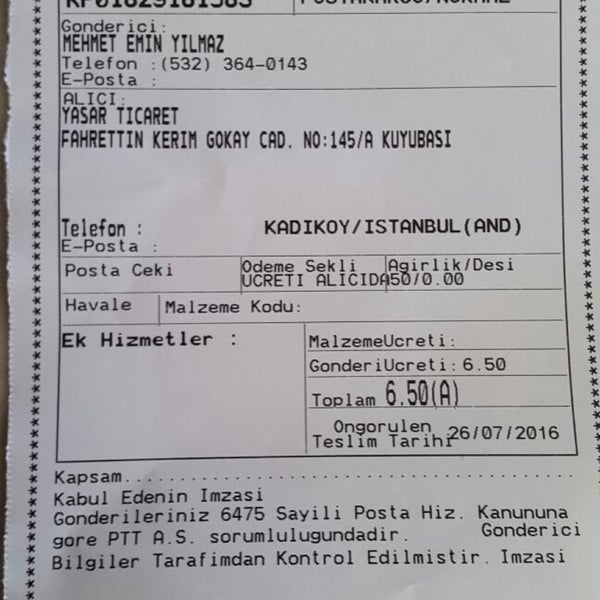 Gonderici:
MEHMET EMIN YILMAZ
Telefon :(532) 364-0143
E-Posta :
ALICI:
YASAR TICARET
FAHRETTIN KERIM GOKAY CAD. NO:145/A KUYUBASI
Telefon : KADIKOY/ISTANBUL(AND)
E-Posta :
Posta Ceki Odeme Sekli Agirlik/Desi
UCRETI ALICIDA 50/0.00
Havale Malzeme Kodu:
Ek Hizmetler : MalzemeUcreti:
GonderiUcreti: 6.50
Toplam 6.50(A)
Ongorulen
Teslim Tarihi 26/07/2016
Kapsam
Kabul Edenin Imzasi
Gonderileriniz 6475 Sayili Posta Hiz. Kanununa
gore PTT A.S. sorumlulugundadir. Gonderici
Bilgiler Tarafimdan Kontrol Edilmistir. Imzasi